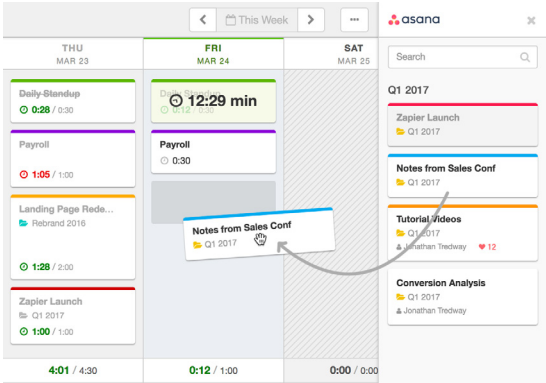 This Week
asana
THU
MAR 23
FRI
MAR 24
SAT
MAR 25
Search
Q1 2017
Daily Standup
0:28 / 0:30
Payroll
1:05 / 1:00
Landing Page Rede...
Rebrand 2016
1:28 / 2:00
Zapier Launch
Q1 2017
1:00 / 1:00
4:01 / 4:30
Daily Standup
0:12 / 0:30
12:29 min
Payroll
0:30
Notes from Sales Conf
Q1 2017
0:12 / 1:00
0:00 / 0:00
Zapier Launch
Q1 2017
Notes from Sales Conf
Q1 2017
Tutorial Videos
Q1 2017
Jonathan Tredway 12
Conversion Analysis
Q1 2017
Jonathan Tredway